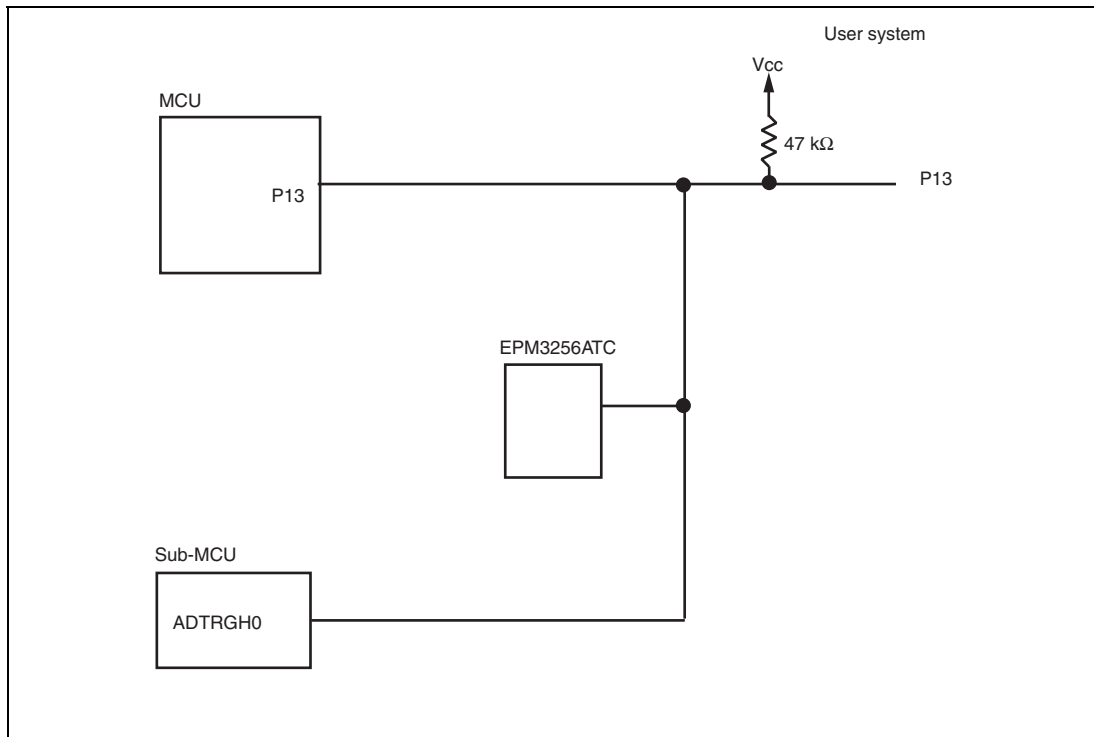 User system
Vcc
MCU
47 kΩ
P13
P13
EPM3256ATC
Sub-MCU
ADTRGH0